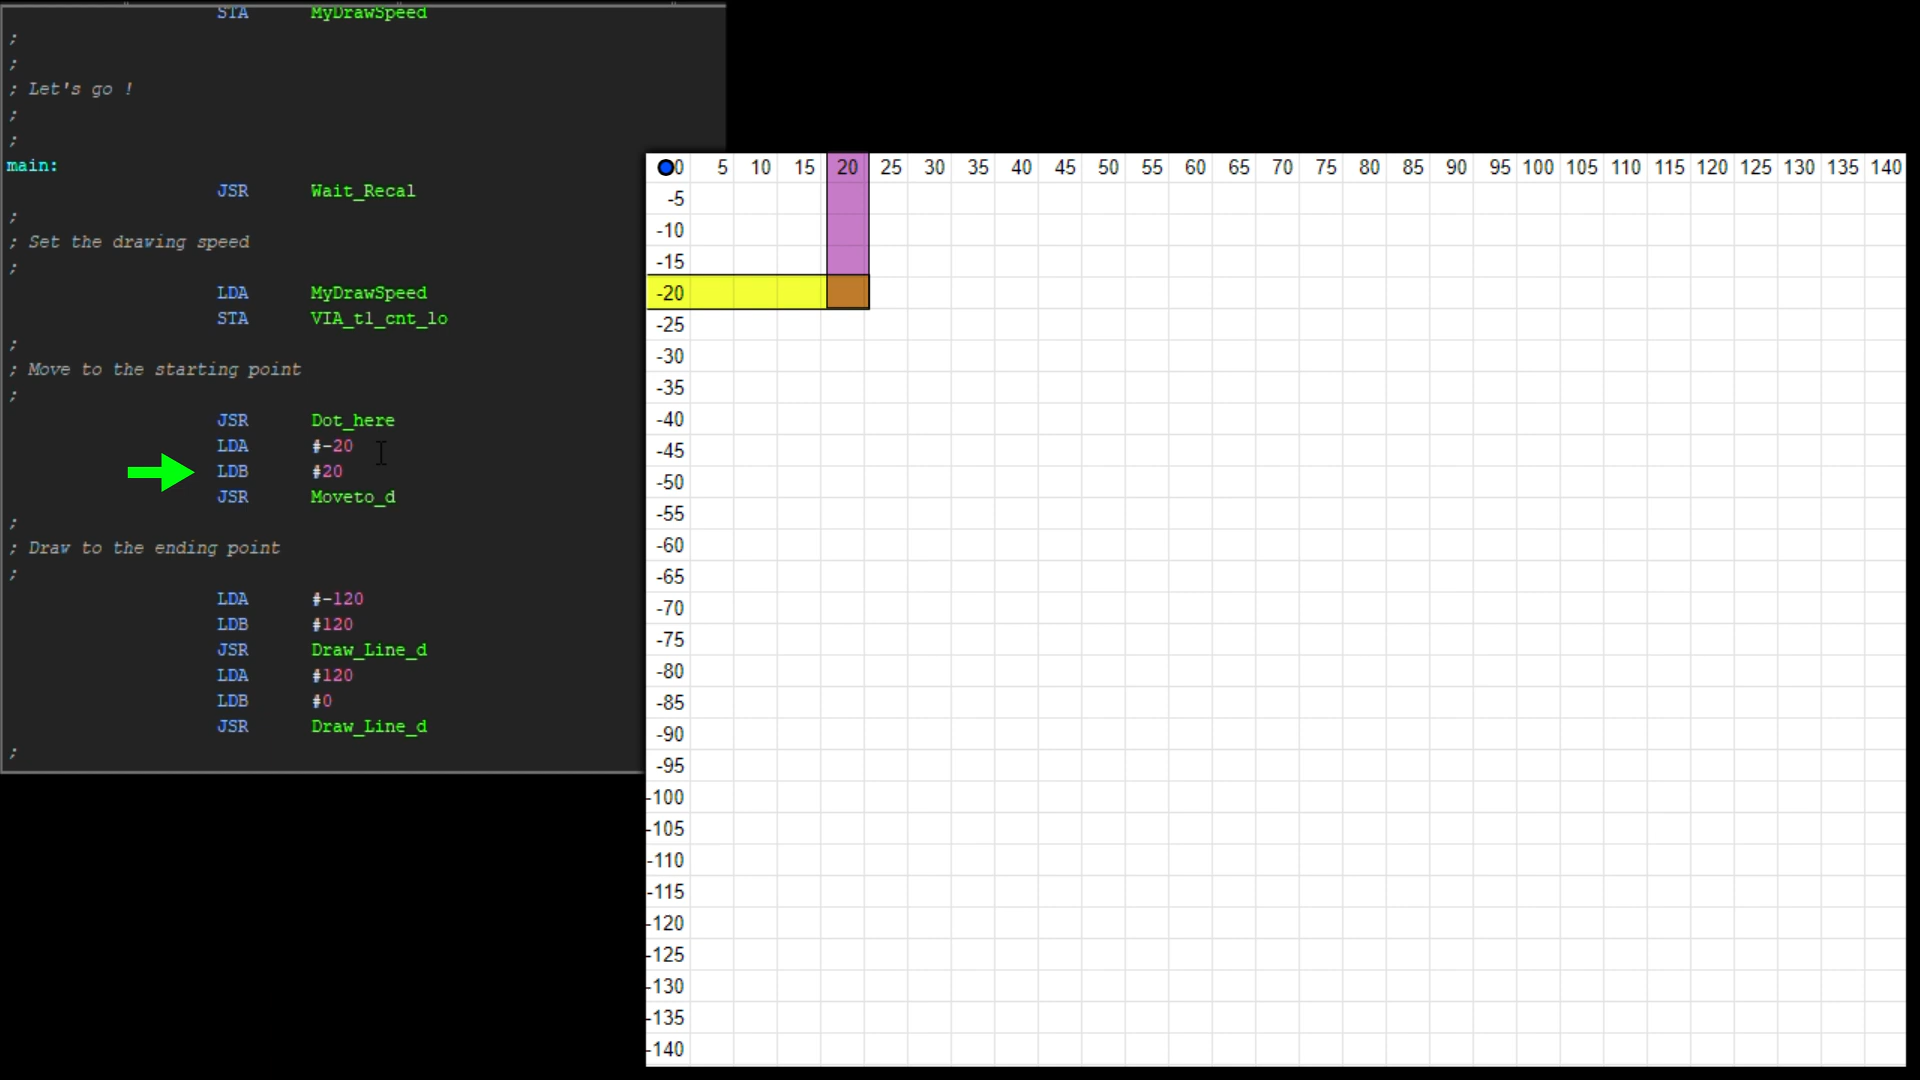 STA MyDrawSpeed
;
;
; Let's go !
;
;
main:
JSR Wait_Recal
;
; Set the drawing speed
;
LDA MyDrawSpeed
STA VIA_t1_cnt_lo
;
; Move to the starting point
;
JSR Dot_here
LDA #-20
LDB #20
JSR Moveto_d
;
; Draw to the ending point
;
LDA #-120
LDB #120
JSR Draw_Line_d
LDA #120
LDB #0
JSR Draw_Line_d
;
0 5 10 15 20 25 30 35 40 45 50 55 60 65 70 75 80 85 90 95 100 105 110 115 120 125 130 135 140
-5
-10
-15
-20
-25
-30
-35
-40
-45
-50
-55
-60
-65
-70
-75
-80
-85
-90
-95
-100
-105
-110
-115
-120
-125
-130
-135
-140